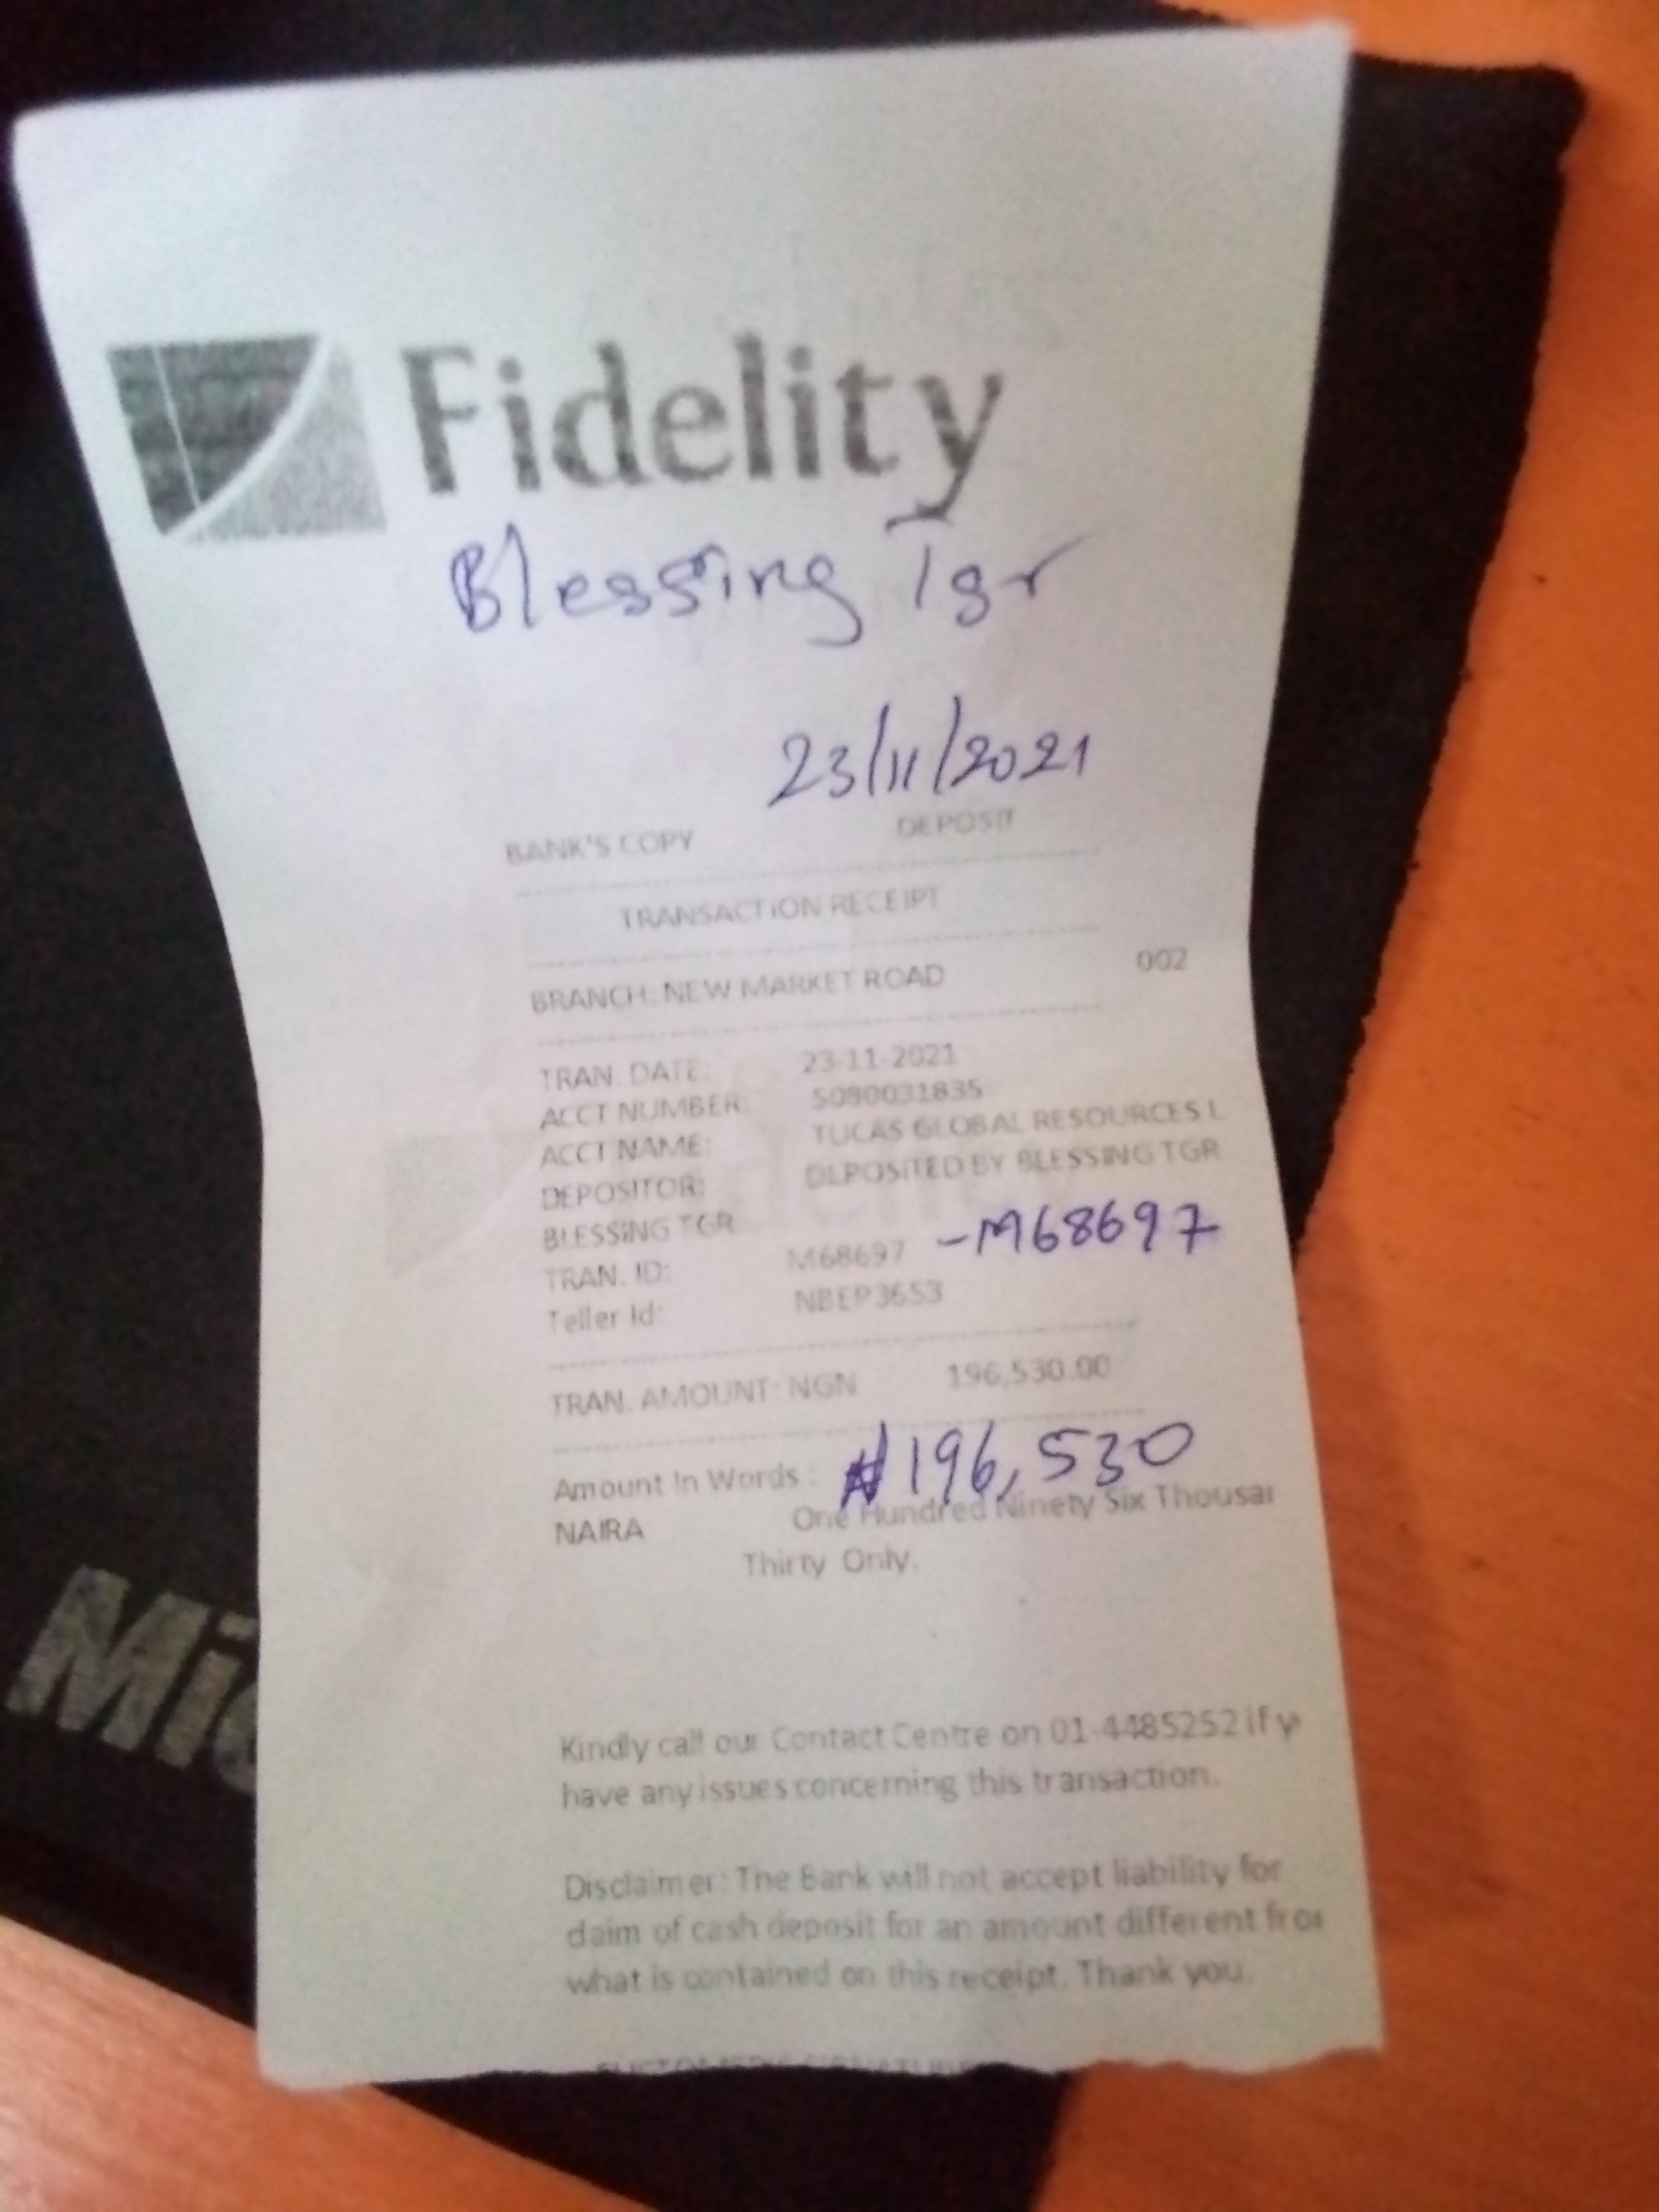 Fidelity
Blessing Tgr
23/11/2021
BANK'S COPY DEPOSIT
TRANSACTION RECEIPT
BRANCH: NEW MARKET ROAD 002
TRAN. DATE: 23-11-2021
ACCT NUMBER: 5080031835
ACCT NAME: TUCAS GLOBAL RESOURCES L
DEPOSITOR: DEPOSITED BY BLESSING TGR
BLESSING TGR
TRAN. ID: M68697 -M68697
Teller Id: NBEP3653
TRAN. AMOUNT: NGN 196,530.00
Amount In Words : ₦196,530
NAIRA One Hundred Ninety Six Thousan
Thirty Only.
Kindly call our Contact Centre on 01-4485252 if y
have any issues concerning this transaction.
Disclaimer: The Bank will not accept liability for
claim of cash deposit for an amount different fro
what is contained on this receipt. Thank you.
Mic